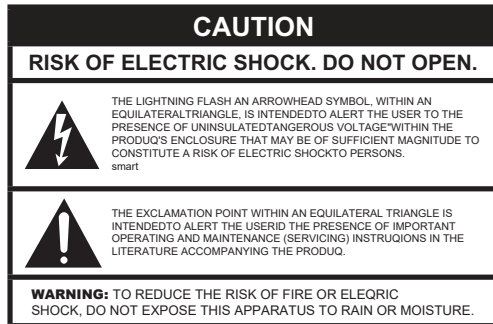 CAUTION
RISK OF ELECTRIC SHOCK. DO NOT OPEN.
THE LIGHTNING FLASH AN ARROWHEAD SYMBOL, WITHIN AN
EQUILATERALTRIANGLE, IS INTENDEDTO ALERT THE USER TO THE
PRESENCE OF UNINSULATEDTANGEROUS VOLTAGE"WITHIN THE
PRODUQ'S ENCLOSURE THAT MAY BE OF SUFFICIENT MAGNITUDE TO
CONSTITUTE A RISK OF ELECTRIC SHOCKTO PERSONS.
smart
THE EXCLAMATION POINT WITHIN AN EQUILATERAL TRIANGLE IS
INTENDEDTO ALERT THE USERID THE PRESENCE OF IMPORTANT
OPERATING AND MAINTENANCE (SERVICING) INSTRUQIONS IN THE
LITERATURE ACCOMPANYING THE PRODUQ.
WARNING: TO REDUCE THE RISK OF FIRE OR ELEQRIC
SHOCK, DO NOT EXPOSE THIS APPARATUS TO RAIN OR MOISTURE.